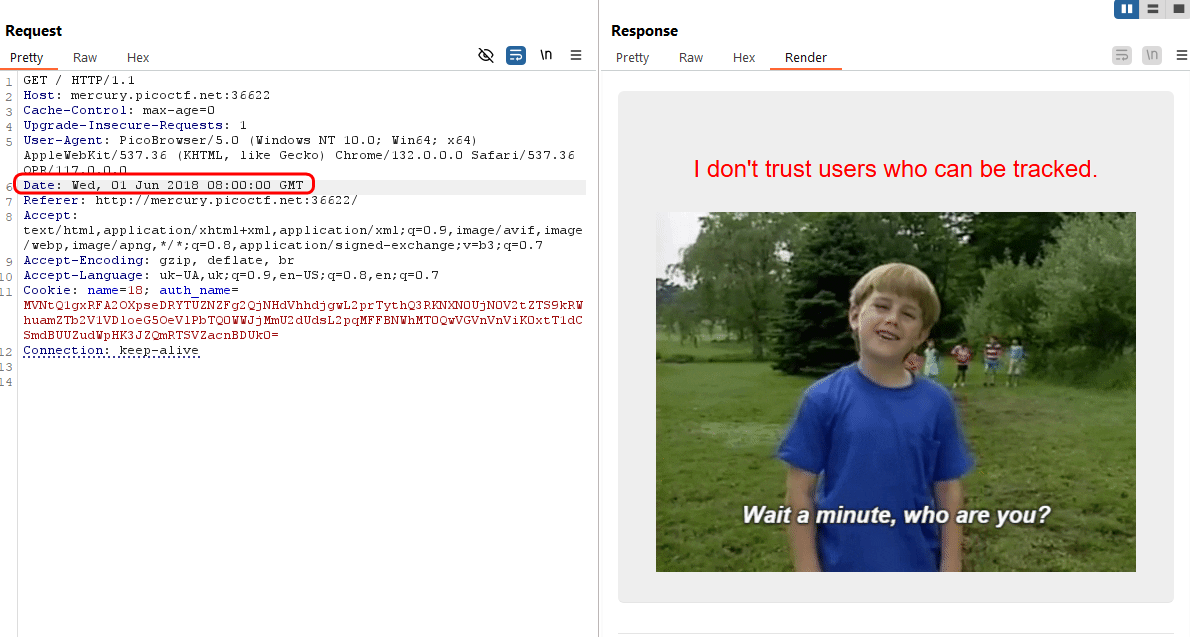 Request
Pretty Raw Hex \n
1 GET / HTTP/1.1
2 Host: mercury.picoctf.net:36622
3 Cache-Control: max-age=0
4 Upgrade-Insecure-Requests: 1
5 User-Agent: PicoBrowser/5.0 (Windows NT 10.0; Win64; x64)
AppleWebKit/537.36 (KHTML, like Gecko) Chrome/132.0.0.0 Safari/537.36
OPR/117.0.0.0
6 Date: Wed, 01 Jun 2018 08:00:00 GMT
7 Referer: http://mercury.picoctf.net:36622/
8 Accept:
text/html,application/xhtml+xml,application/xml;q=0.9,image/avif,image
/webp,image/apng,*/*;q=0.8,application/signed-exchange;v=b3;q=0.7
9 Accept-Encoding: gzip, deflate, br
10 Accept-Language: uk-UA,uk;q=0.9,en-US;q=0.8,en;q=0.7
11 Cookie: name=18; auth_name=
12 Connection: keep-alive
13
14
Response
Pretty Raw Hex Render \n
I don't trust users who can be tracked.
Wait a minute, who are you?